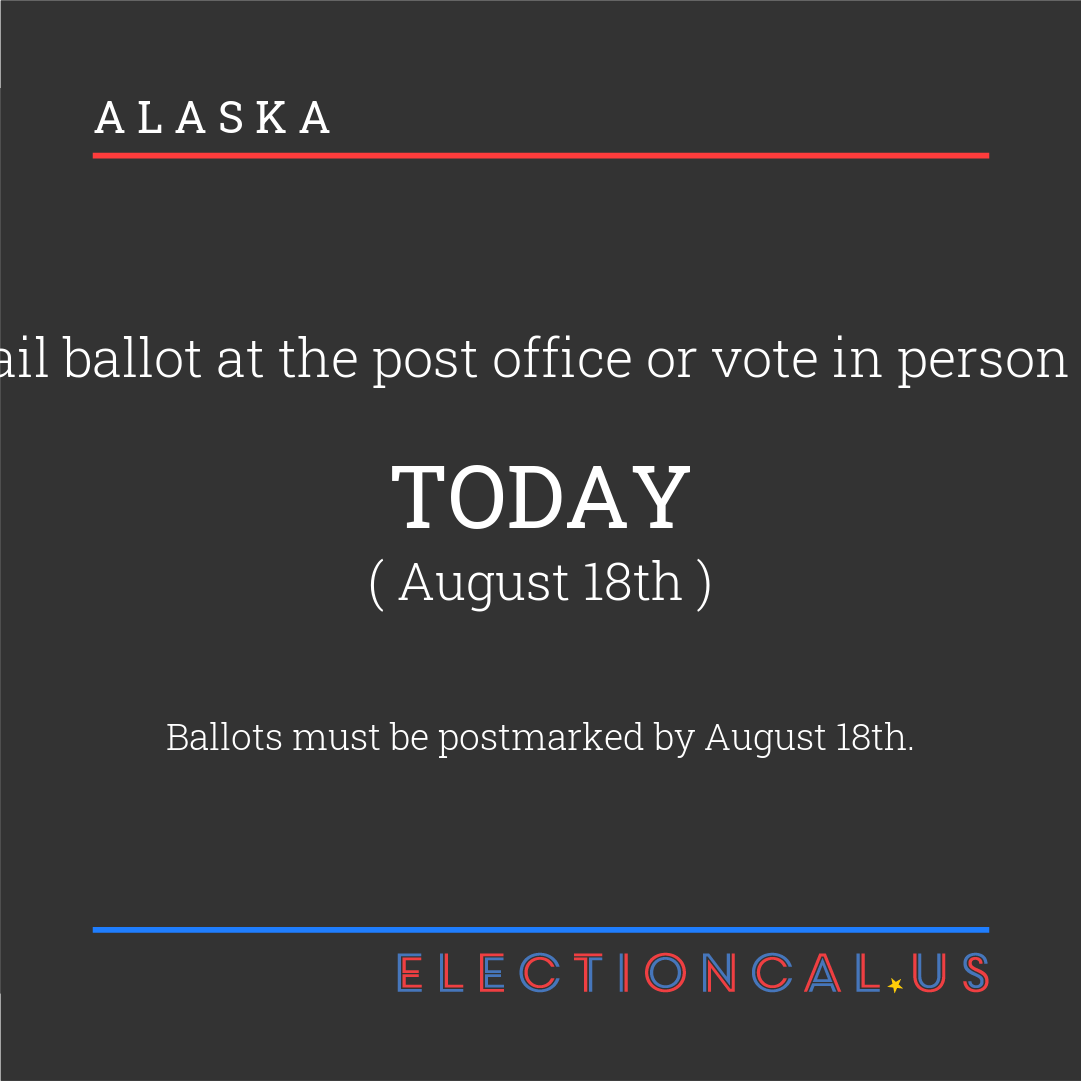 ALASKA
ail ballot at the post office or vote in person
TODAY
( August 18th )
Ballots must be postmarked by August 18th.
ELECTIONCAL.US